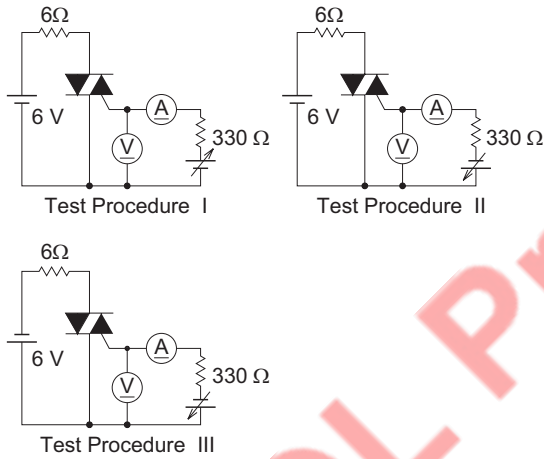 6Ω 6Ω
6 V A V 330 Ω 6 V A V 330 Ω
Test Procedure I Test Procedure II
6Ω
6 V A V 330 Ω
Test Procedure III